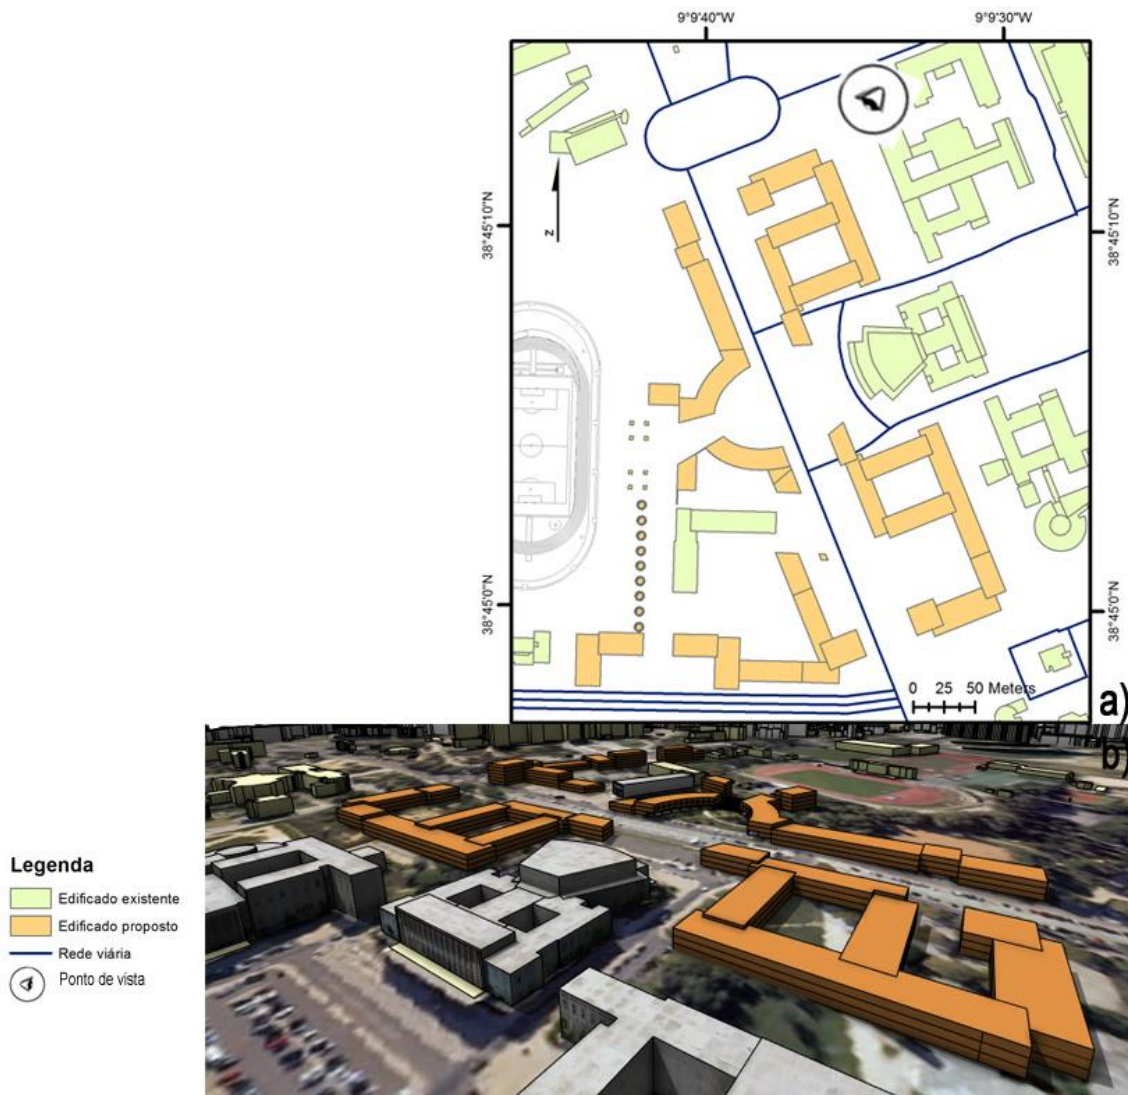 9°9'40"W
9°9'30"W
38°45'10"N
38°45'10"N
N
38°45'0"N
38°45'0"N
0 25 50 Meters
a)
b)
Legenda
Edificado existente
Edificado proposto
Rede viária
Ponto de vista